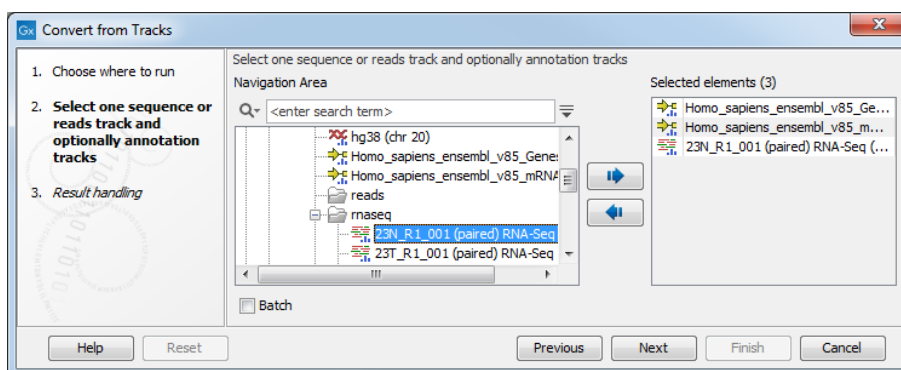 Gx Convert from Tracks
1. Choose where to run
2. Select one sequence or
reads track and
optionally annotation
tracks
3. Result handling
Select one sequence or reads track and optionally annotation tracks
Navigation Area
<enter search term>
hg38 (chr 20)
Homo_sapiens_ensembl_v85_Genes
Homo_sapiens_ensembl_v85_mRNA
reads
rnaseq
23N_R1_001 (paired) RNA-Seq
23T_R1_001 (paired) RNA-Seq
Batch
Selected elements (3)
Homo_sapiens_ensembl_v85_Ge...
Homo_sapiens_ensembl_v85_m...
23N_R1_001 (paired) RNA-Seq (...
Help
Reset
Previous
Next
Finish
Cancel